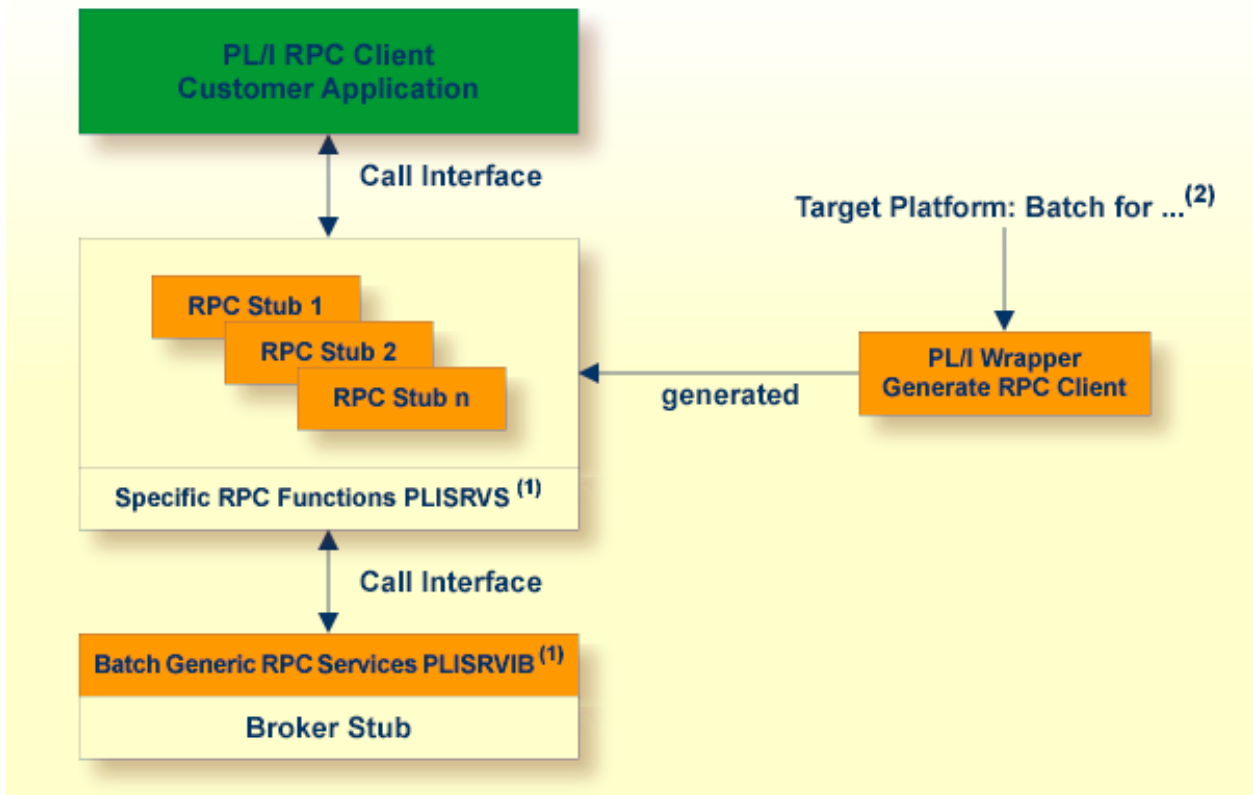 PL/I RPC Client
Customer Application
Call Interface
Target Platform: Batch for ...(2)
RPC Stub 1
RPC Stub 2
RPC Stub n
PL/I Wrapper
Generate RPC Client
generated
Specific RPC Functions PLISRVS (1)
Call Interface
Batch Generic RPC Services PLISRVIB (1)
Broker Stub